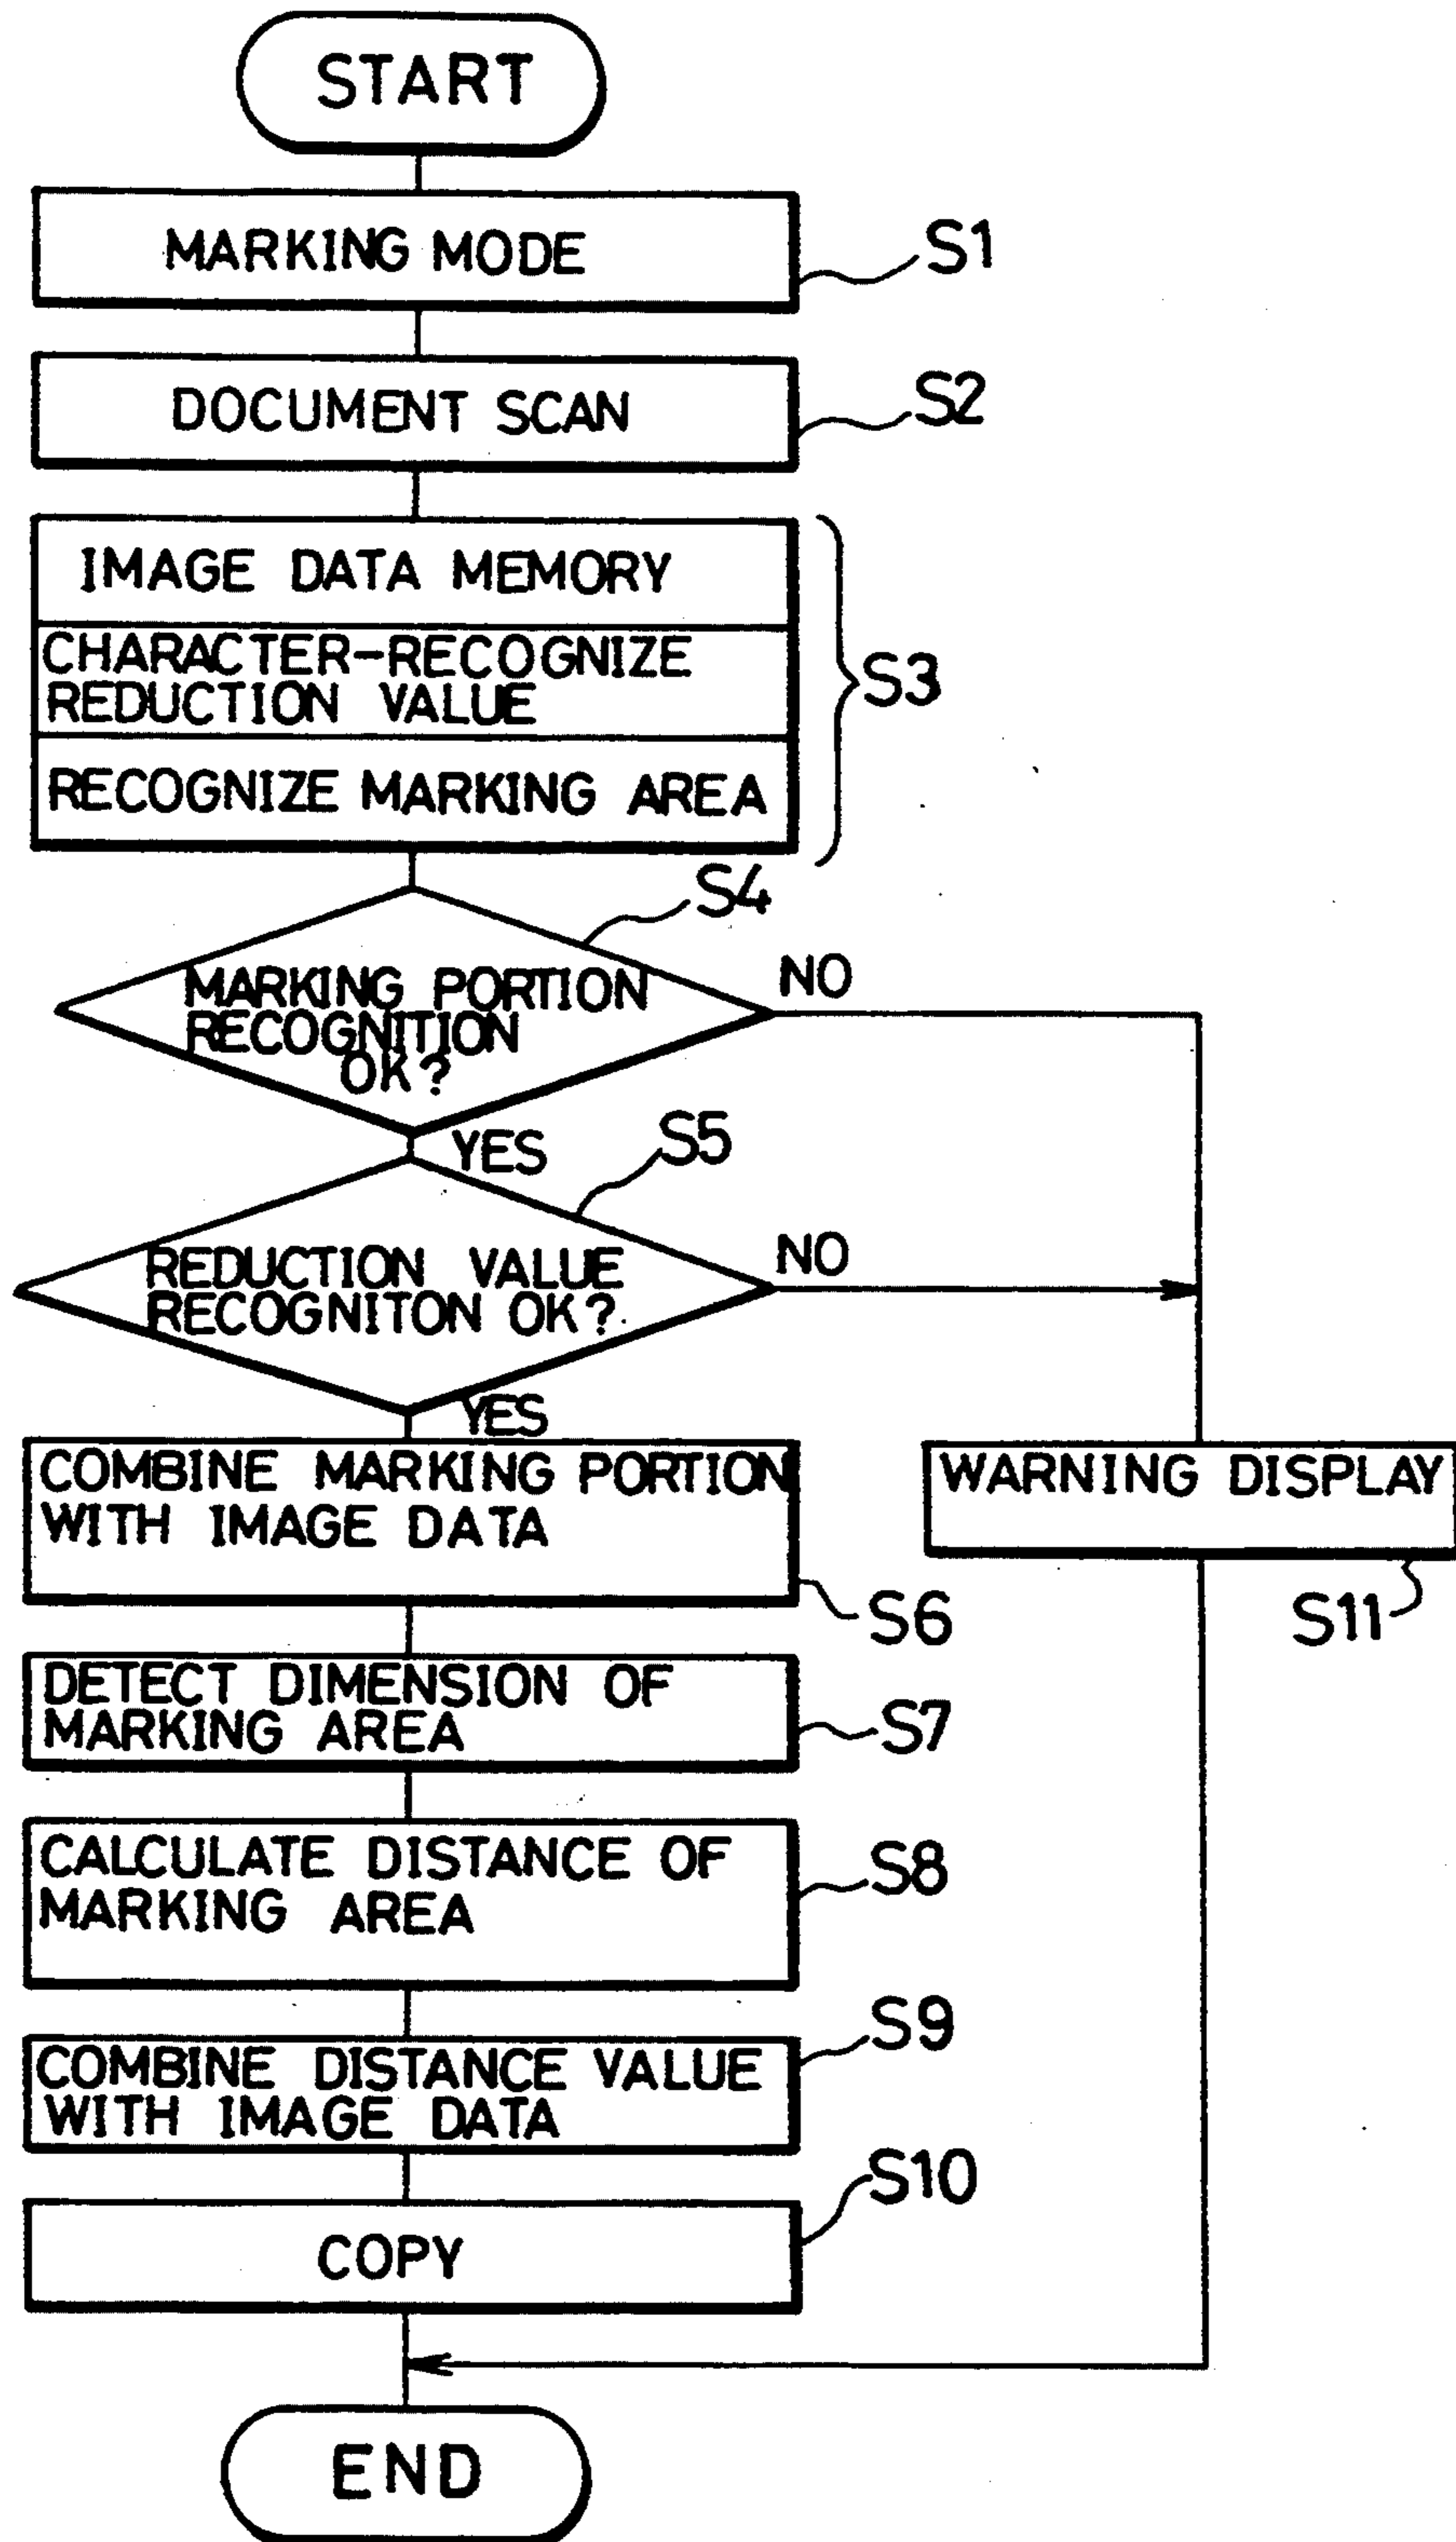 START
MARKING MODE
S1
DOCUMENT SCAN
S2
IMAGE DATA MEMORY
CHARACTER-RECOGNIZE
REDUCTION VALUE
S3
RECOGNIZE MARKING AREA
S4
MARKING PORTION
RECOGNITION
OK?
NO
YES
S5
REDUCTION VALUE
RECOGNITON OK?
NO
YES
COMBINE MARKING PORTION
WITH IMAGE DATA
S6
WARNING DISPLAY
S11
DETECT DIMENSION OF
MARKING AREA
S7
CALCULATE DISTANCE OF
MARKING AREA
S8
COMBINE DISTANCE VALUE
WITH IMAGE DATA
S9
COPY
S10
END